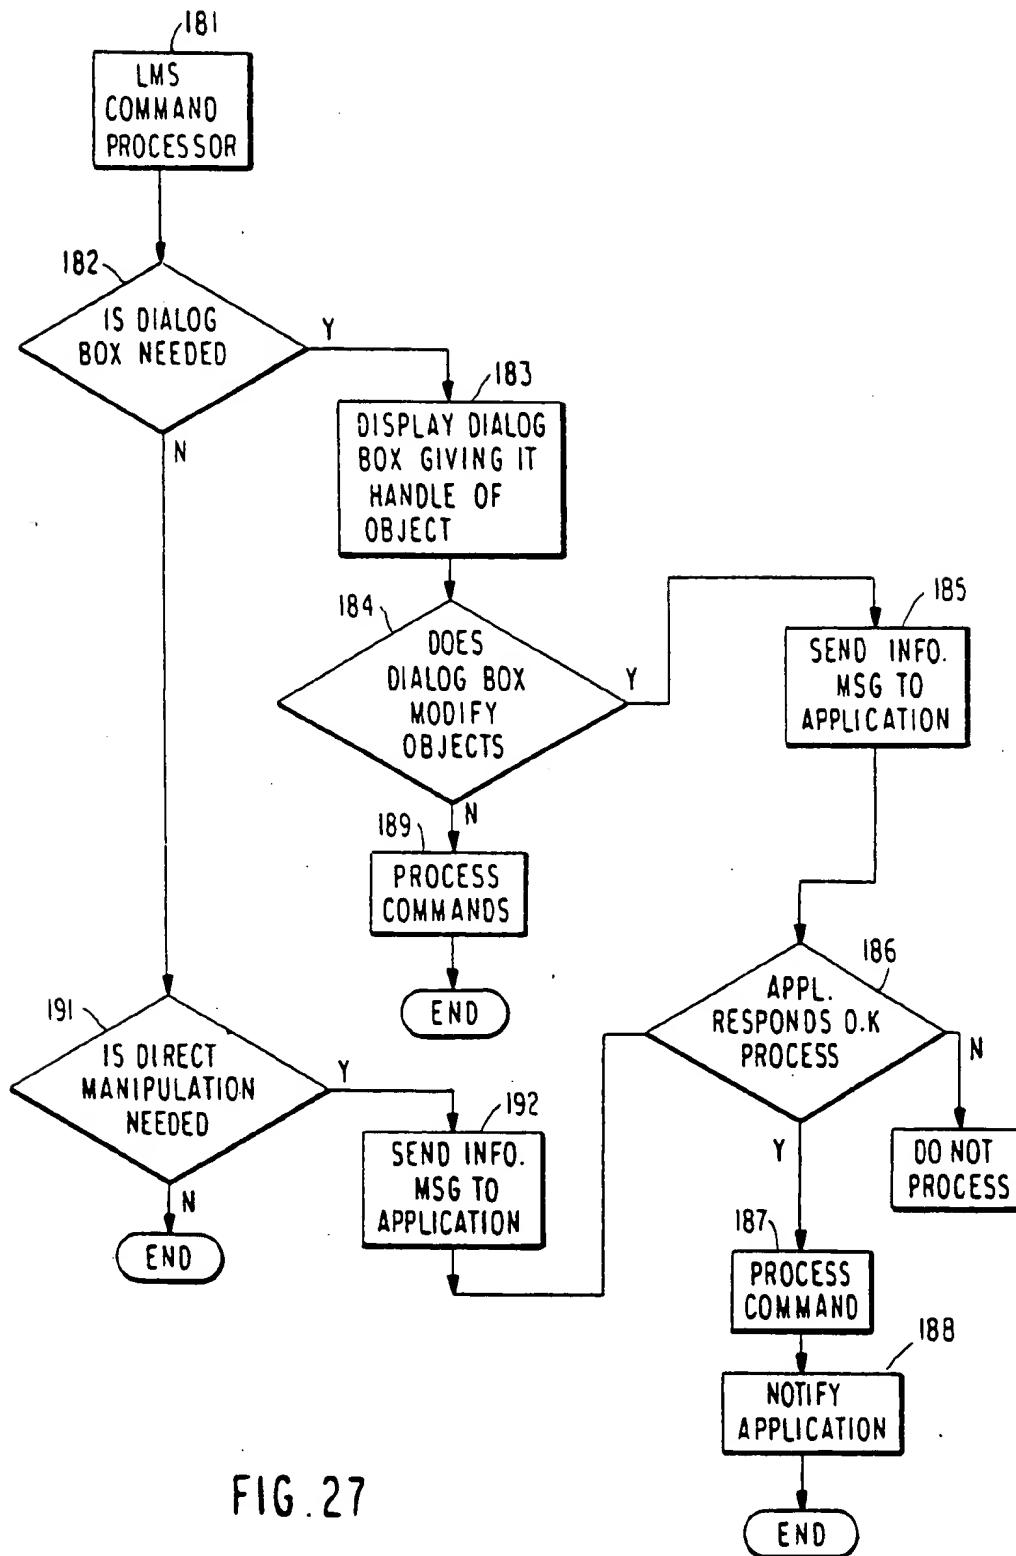 181
LMS
COMMAND
PROCESSOR
182
IS DIALOG
BOX NEEDED
Y
N
183
DISPLAY DIALOG
BOX GIVING IT
HANDLE OF
OBJECT
184
DOES
DIALOG BOX
MODIFY
OBJECTS
Y
N
185
SEND INFO.
MSG TO
APPLICATION
189
PROCESS
COMMANDS
END
186
APPL.
RESPONDS O.K
PROCESS
N
Y
DO NOT
PROCESS
191
IS DIRECT
MANIPULATION
NEEDED
Y
N
END
192
SEND INFO.
MSG TO
APPLICATION
187
PROCESS
COMMAND
188
NOTIFY
APPLICATION
END
FIG.27